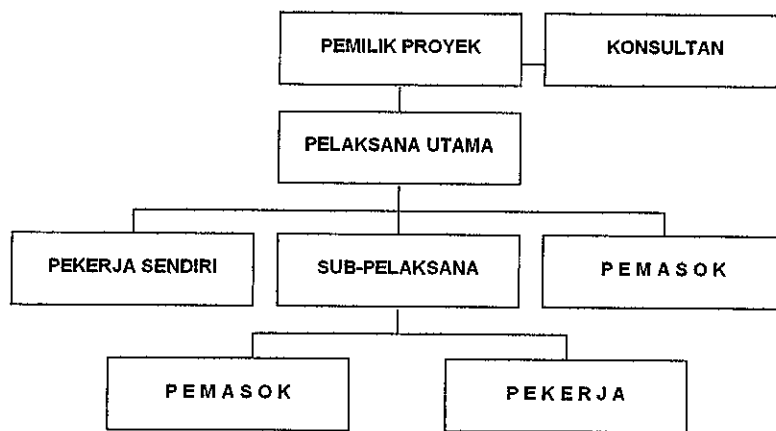 PEMILIK PROYEK
KONSULTAN
PELAKSANA UTAMA
PEKERJA SENDIRI
SUB-PELAKSANA
PEMASOK
PEMASOK
PEKERJA